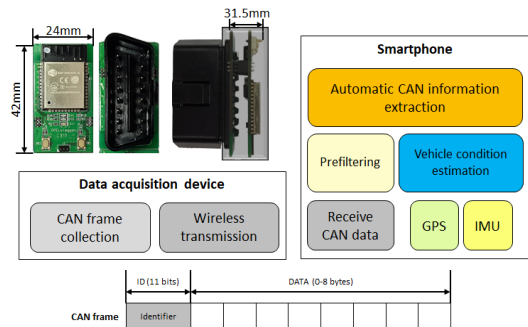 24mm
31.5mm
42mm
Smartphone
Automatic CAN information
extraction
Prefiltering
Vehicle condition
estimation
Receive
CAN data
GPS
IMU
Data acquisition device
CAN frame
collection
Wireless
transmission
ID (11 bits)
DATA (0-8 bytes)
CAN frame
Identifier